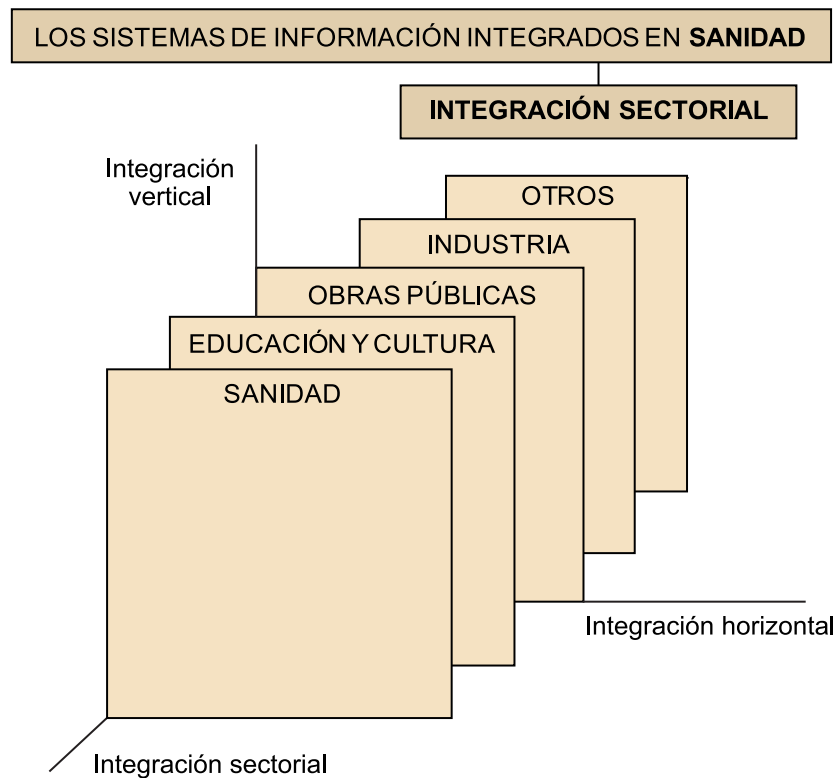 LOS SISTEMAS DE INFORMACIÓN INTEGRADOS EN SANIDAD
INTEGRACIÓN SECTORIAL
Integración
vertical
OTROS
INDUSTRIA
OBRAS PÚBLICAS
EDUCACIÓN Y CULTURA
SANIDAD
Integración horizontal
Integración sectorial